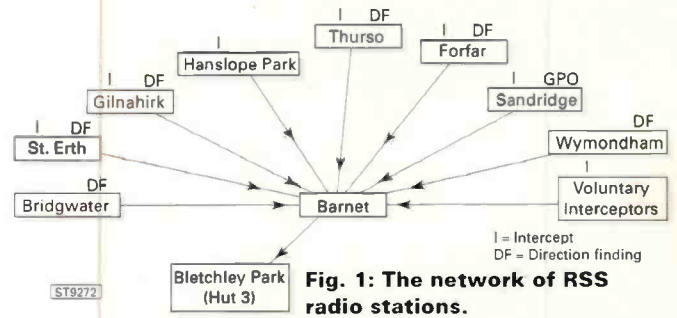 I DF
Thurso
I DF
Forfar
I
Hanslope Park
I GPO
Sandridge
I DF
Gilnahirk
DF
Wymondham
I DF
St. Erth
I
Voluntary
Interceptors
DF
Bridgwater
Barnet
I = Intercept
DF = Direction finding
Bletchley Park
(Hut 3)
Fig. 1: The network of RSS
radio stations.
ST9272